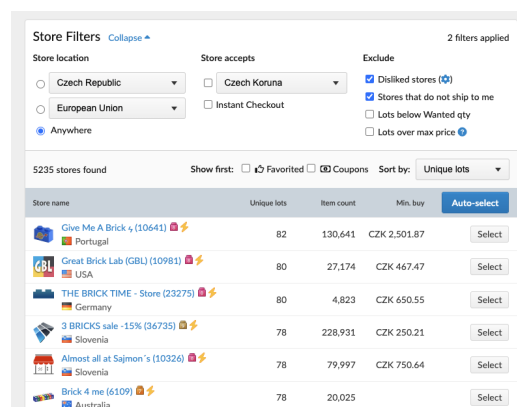 Store Filters Collapse 2 filters applied
Store location Store accepts Exclude
Czech Republic Czech Koruna Disliked stores ( )
European Union Instant Checkout Stores that do not ship to me
Anywhere Lots below Wanted qty
Lots over max price ?
5235 stores found Show first: Favorited Coupons Sort by: Unique lots
Store name Unique lots Item count Min. buy Auto-select
Give Me A Brick ϟ (10641) 82 130,641 CZK 2,501.87 Select
Portugal
GBL Great Brick Lab (GBL) (10981) 80 27,174 CZK 467.47 Select
USA
THE BRICK TIME - Store (23275) 80 4,823 CZK 650.55 Select
Germany
3 BRICKS sale -15% (36735) 78 228,931 CZK 250.21 Select
Slovenia
Almost all at Sajmon´s (10326) 78 79,997 CZK 750.64 Select
Slovenia
Brick 4 me (6109) 78 20,025 Select
Australia